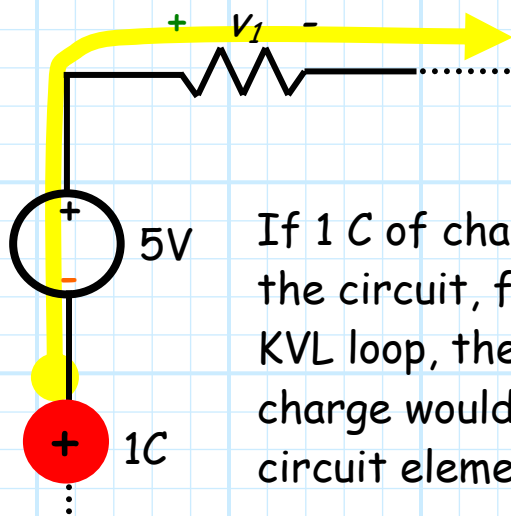 + v1 -
+
5V
-
If 1 C of cha
the circuit, f
KVL loop, the
charge would
+ 1C
circuit eleme